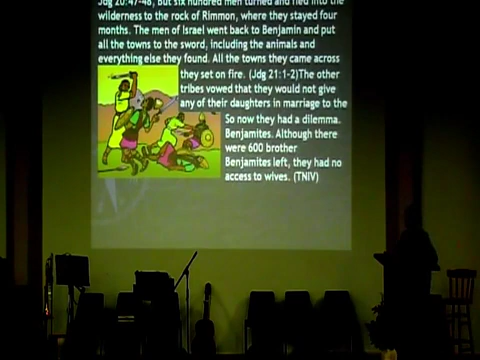 Jdg 20:47-48, But six hundred men turned and fled into the
wilderness to the rock of Rimmon, where they stayed four
months. The men of Israel went back to Benjamin and put
all the towns to the sword, including the animals and
everything else they found. All the towns they came across
they set on fire. (Jdg 21:1-2)The other
tribes vowed that they would not give
any of their daughters in marriage to the
So now they had a dilemma.
Benjamites. Although there
were 600 brother
Benjamites left, they had no
access to wives. (TNIV)